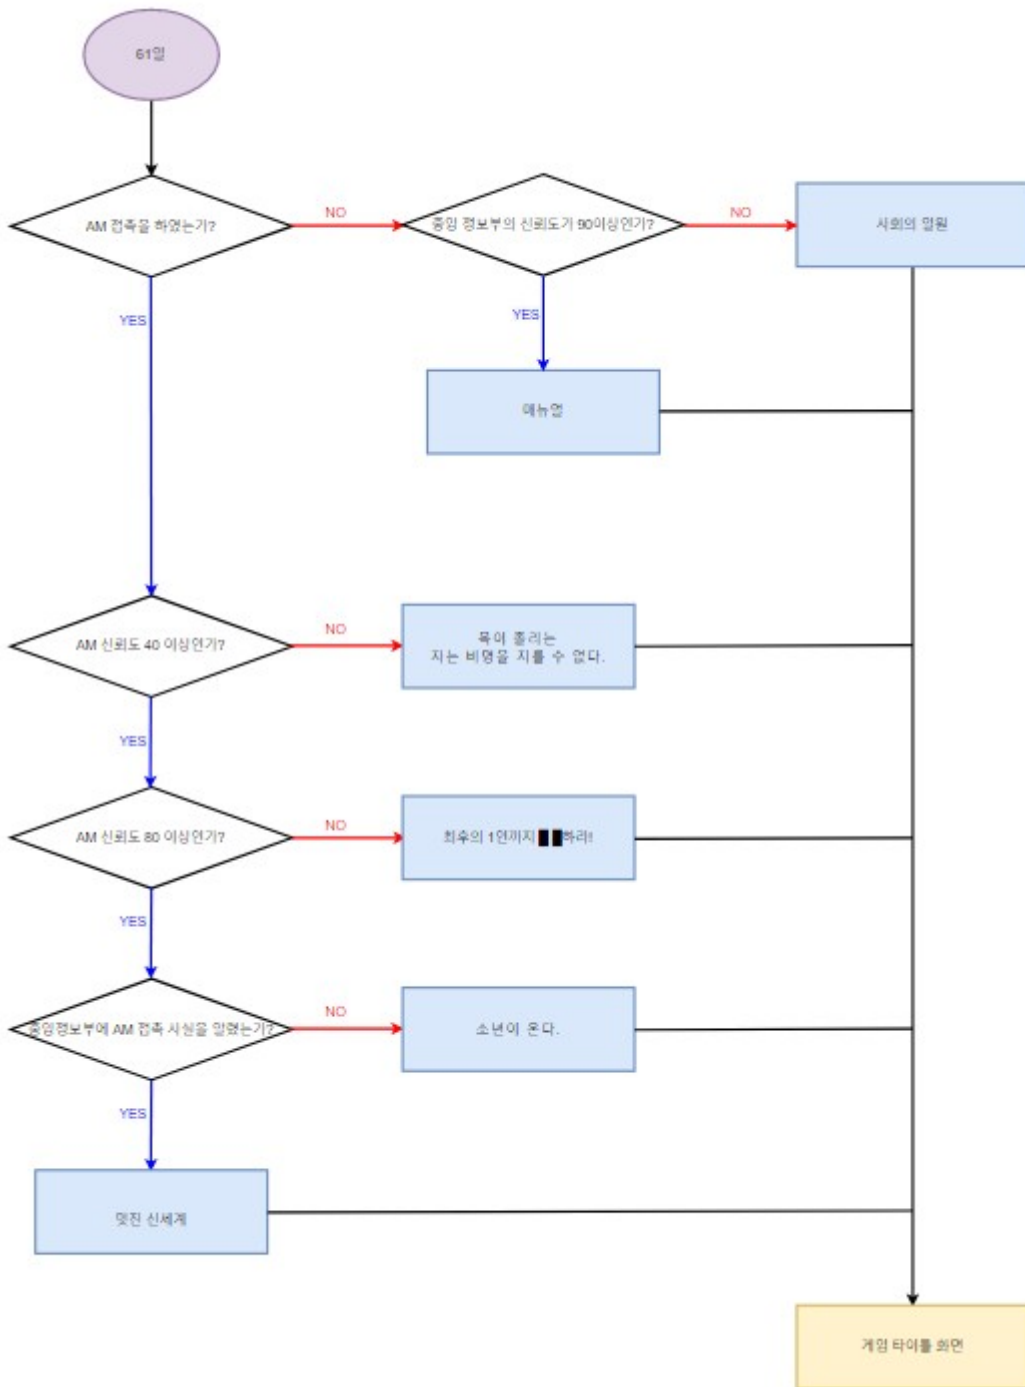 61일
AM 접촉을 하였는가?
NO
중앙 정보부의 신뢰도가 90이상인가?
NO
사회의 일원
YES
YES
매뉴얼
AM 신뢰도 40 이상인가?
NO
목이 졸리는
자는 비명을 지를 수 없다.
YES
AM 신뢰도 80 이상인가?
NO
최후의 1인까지 ██하라!
YES
중앙정보부에 AM 접촉 사실을 알렸는가?
NO
소년이 온다.
YES
멋진 신세계
게임 타이틀 화면